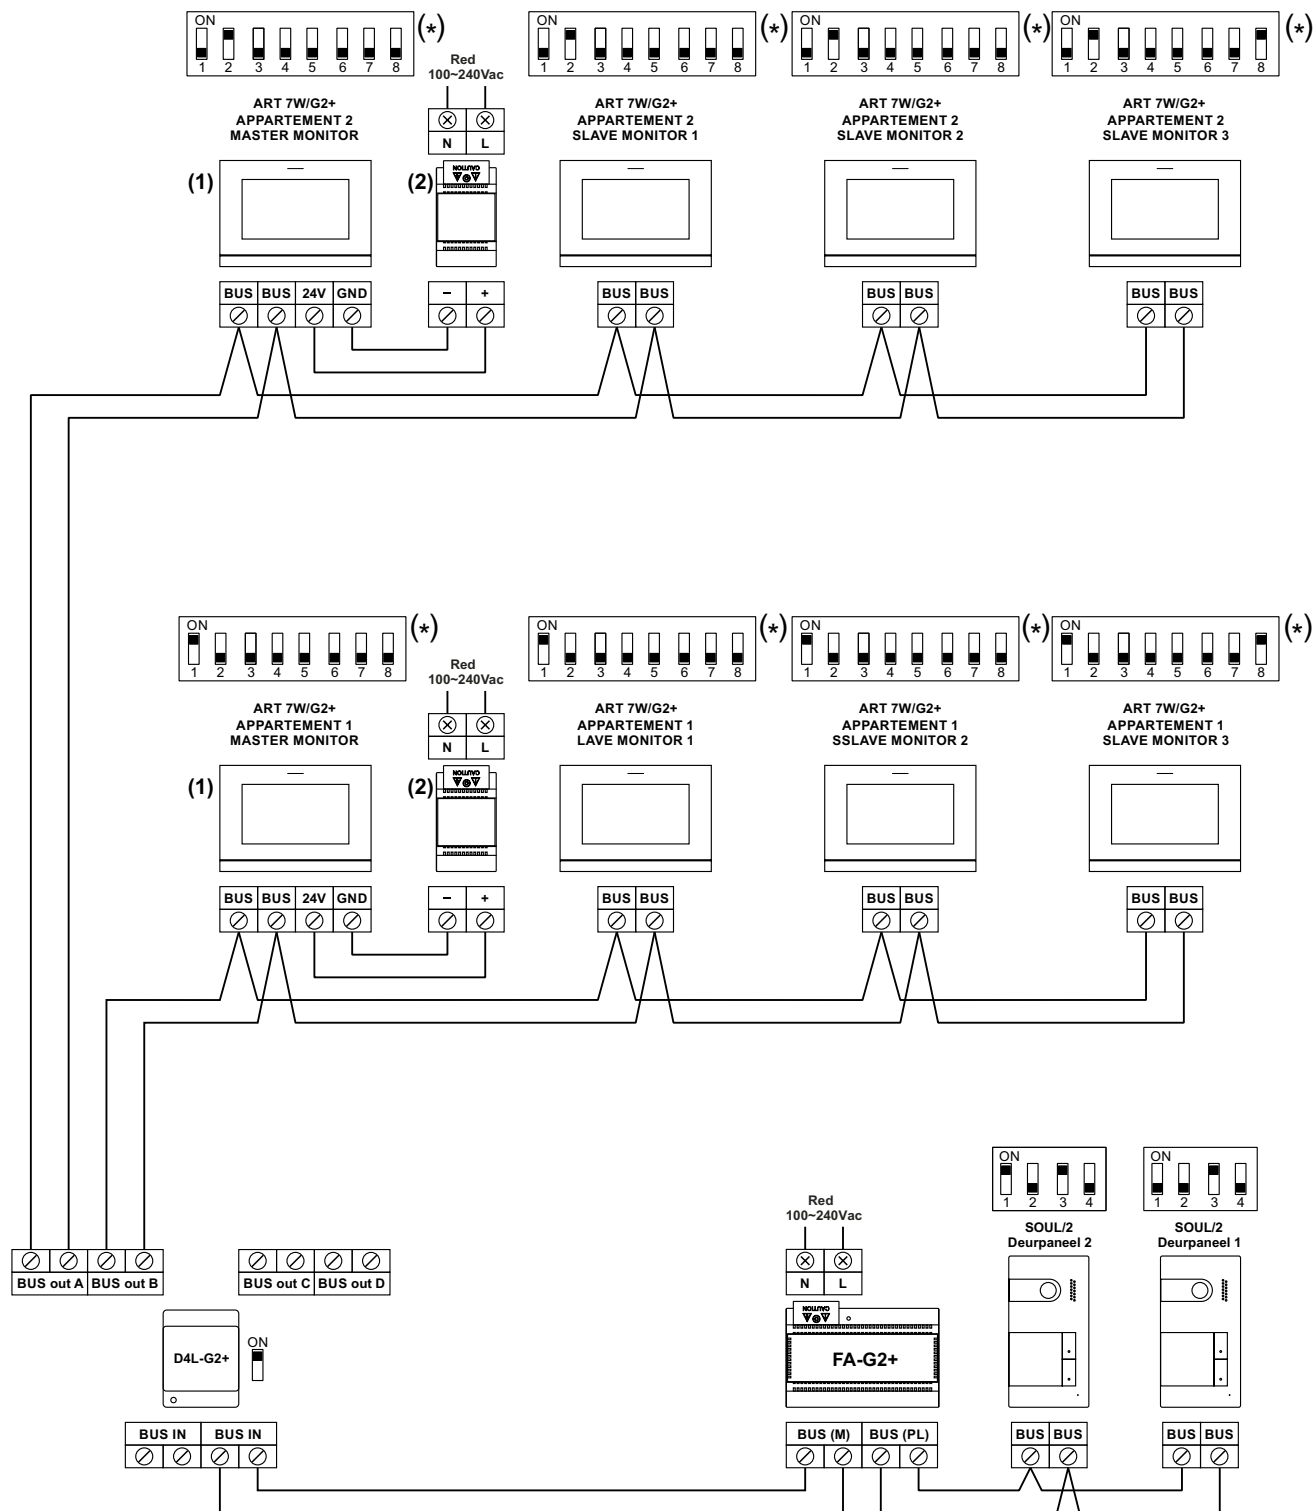 ON ON ON ON
(*) (*) (*) (*)
1 2 3 4 5 6 7 8 1 2 3 4 5 6 7 8 1 2 3 4 5 6 7 8 1 2 3 4 5 6 7 8
Red
100~240Vac
ART 7W/G2+ ART 7W/G2+ ART 7W/G2+ ART 7W/G2+
APPARTEMENT 2 APPARTEMENT 2 APPARTEMENT 2 APPARTEMENT 2
MASTER MONITOR SLAVE MONITOR 1 SLAVE MONITOR 2 SLAVE MONITOR 3
N L
CAUTION
(1) (2)
BUS BUS 24V GND – + BUS BUS BUS BUS BUS BUS
ON ON ON ON
(*) (*) (*) (*)
1 2 3 4 5 6 7 8 1 2 3 4 5 6 7 8 1 2 3 4 5 6 7 8 1 2 3 4 5 6 7 8
Red
100~240Vac
ART 7W/G2+ ART 7W/G2+ ART 7W/G2+ ART 7W/G2+
APPARTEMENT 1 APPARTEMENT 1 APPARTEMENT 1 APPARTEMENT 1
MASTER MONITOR LAVE MONITOR 1 SSLAVE MONITOR 2 SLAVE MONITOR 3
N L
CAUTION
(1) (2)
BUS BUS 24V GND – + BUS BUS BUS BUS BUS BUS
ON ON
1 2 3 4 1 2 3 4
Red
100~240Vac
SOUL/2 SOUL/2
Deurpaneel 2 Deurpaneel 1
BUS out A BUS out B BUS out C BUS out D N L
CAUTION
ON
D4L-G2+ FA-G2+
BUS IN BUS IN BUS (M) BUS (PL) BUS BUS BUS BUS